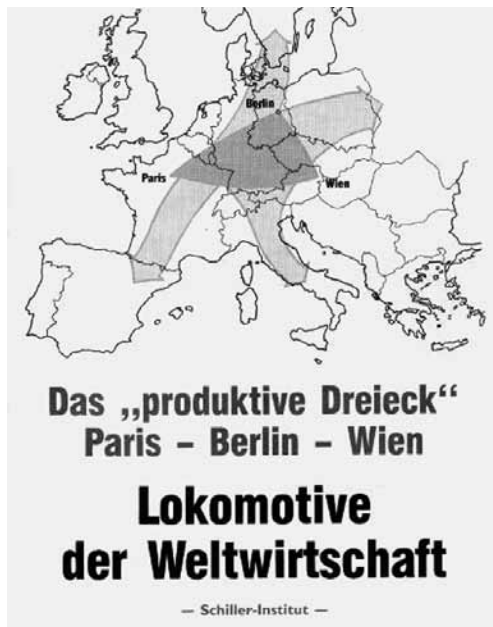 Berlin
Paris
Wien
Das „produktive Dreieck“
Paris – Berlin – Wien
Lokomotive
der Weltwirtschaft
— Schiller-Institut —